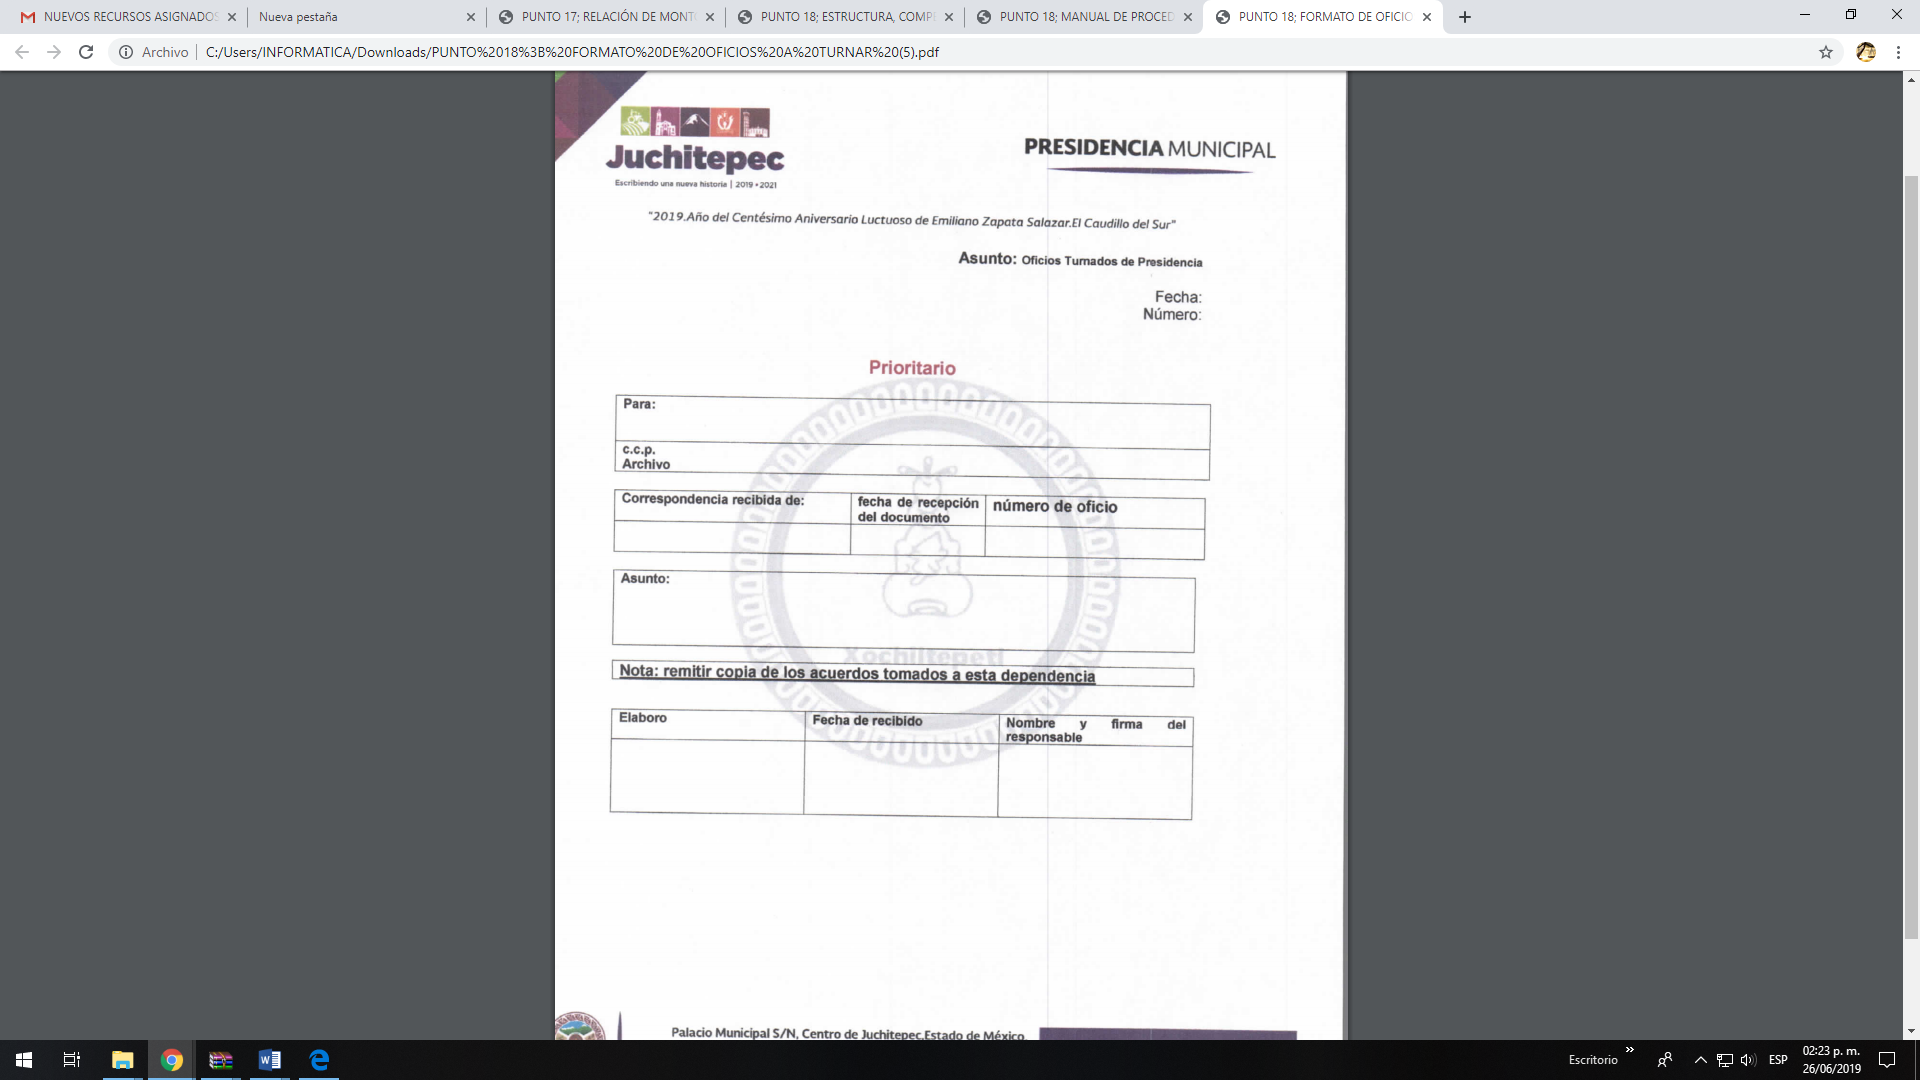 NUEVOS RECURSOS ASIGNADOS
Nueva pestaña
PUNTO 17; RELACIÓN DE MONT
PUNTO 18; ESTRUCTURA, COMP
PUNTO 18; MANUAL DE PROCED
PUNTO 18; FORMATO DE OFICIO
Archivo
C:/Users/INFORMATICA/Downloads/PUNTO%2018%3B%20FORMATO%20DE%20OFICIOS%20A%20TURNAR%20(5).pdf
Juchitepec
Escribiendo una nueva historia | 2019 • 2021
PRESIDENCIA MUNICIPAL
"2019.Año del Centésimo Aniversario Luctuoso de Emiliano Zapata Salazar.El Caudillo del Sur"
Asunto: Oficios Turnados de Presidencia
Fecha:
Número:
Prioritario
Para:
c.c.p.
Archivo
Correspondencia recibida de:
fecha de recepción del documento
número de oficio
Asunto:
Xochiltepetl
Nota: remitir copia de los acuerdos tomados a esta dependencia
Elaboro
Fecha de recibido
Nombre y firma del responsable
Palacio Municipal S/N, Centro de Juchitepec,Estado de México.
Escritorio
ESP
02:23 p. m.
26/06/2019